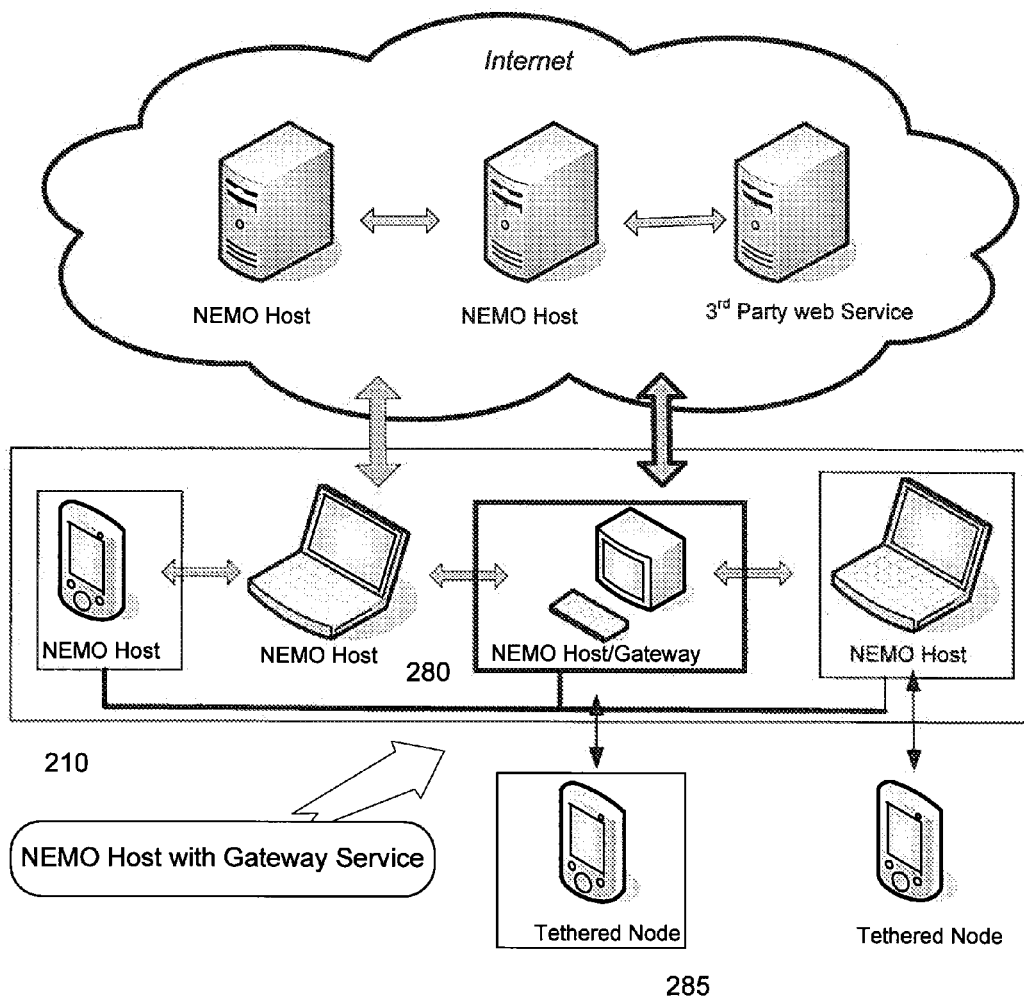 Internet
NEMO Host
NEMO Host
3rd Party web Service
NEMO Host
NEMO Host
280
NEMO Host/Gateway
NEMO Host
210
NEMO Host with Gateway Service
Tethered Node
Tethered Node
285